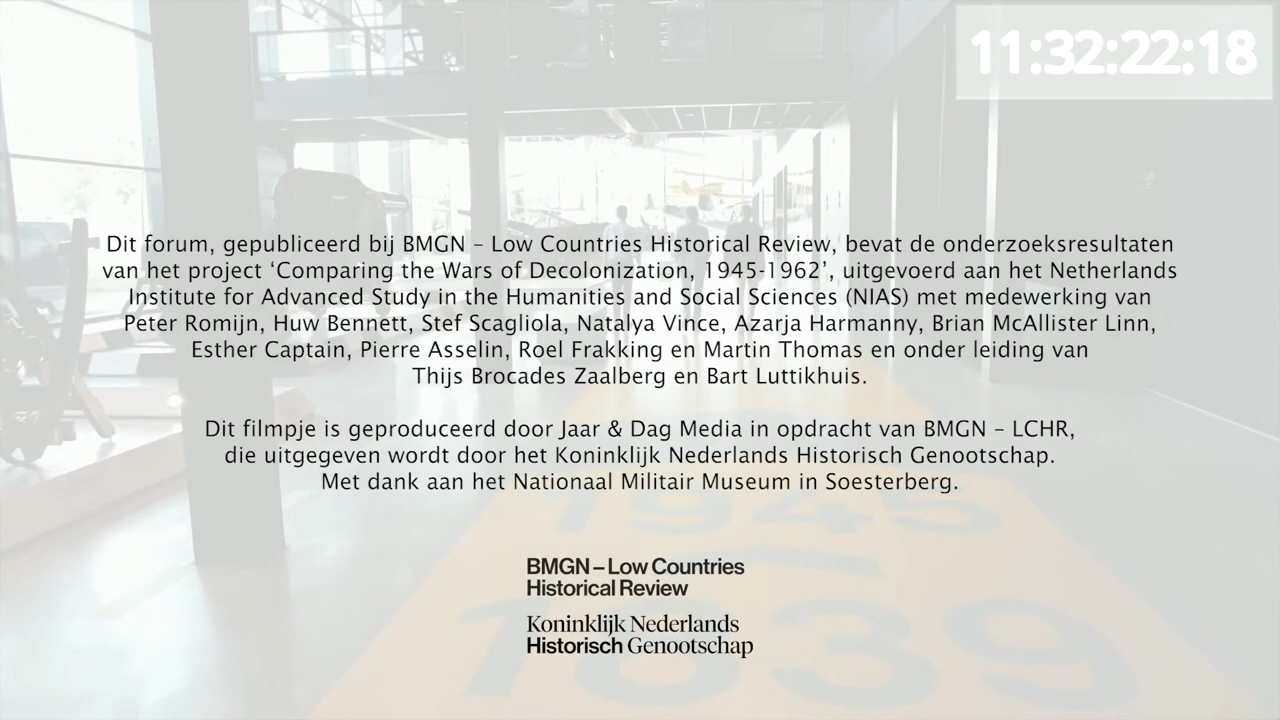 11:32:22:18
Dit forum, gepubliceerd bij BMGN – Low Countries Historical Review, bevat de onderzoeksresultaten
van het project ‘Comparing the Wars of Decolonization, 1945-1962’, uitgevoerd aan het Netherlands
Institute for Advanced Study in the Humanities and Social Sciences (NIAS) met medewerking van
Peter Romijn, Huw Bennett, Stef Scagliola, Natalya Vince, Azarja Harmanny, Brian McAllister Linn,
Esther Captain, Pierre Asselin, Roel Frakking en Martin Thomas en onder leiding van
Thijs Brocades Zaalberg en Bart Luttikhuis.
Dit filmpje is geproduceerd door Jaar & Dag Media in opdracht van BMGN – LCHR,
die uitgegeven wordt door het Koninklijk Nederlands Historisch Genootschap.
Met dank aan het Nationaal Militair Museum in Soesterberg.
1945
BMGN – Low Countries
Historical Review
1839
Koninklijk Nederlands
Historisch Genootschap